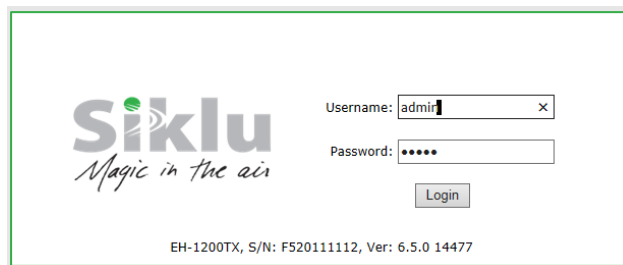 Siklu
Magic in the air
Username: admin ×
Password: •••••
Login
EH-1200TX, S/N: F520111112, Ver: 6.5.0 14477